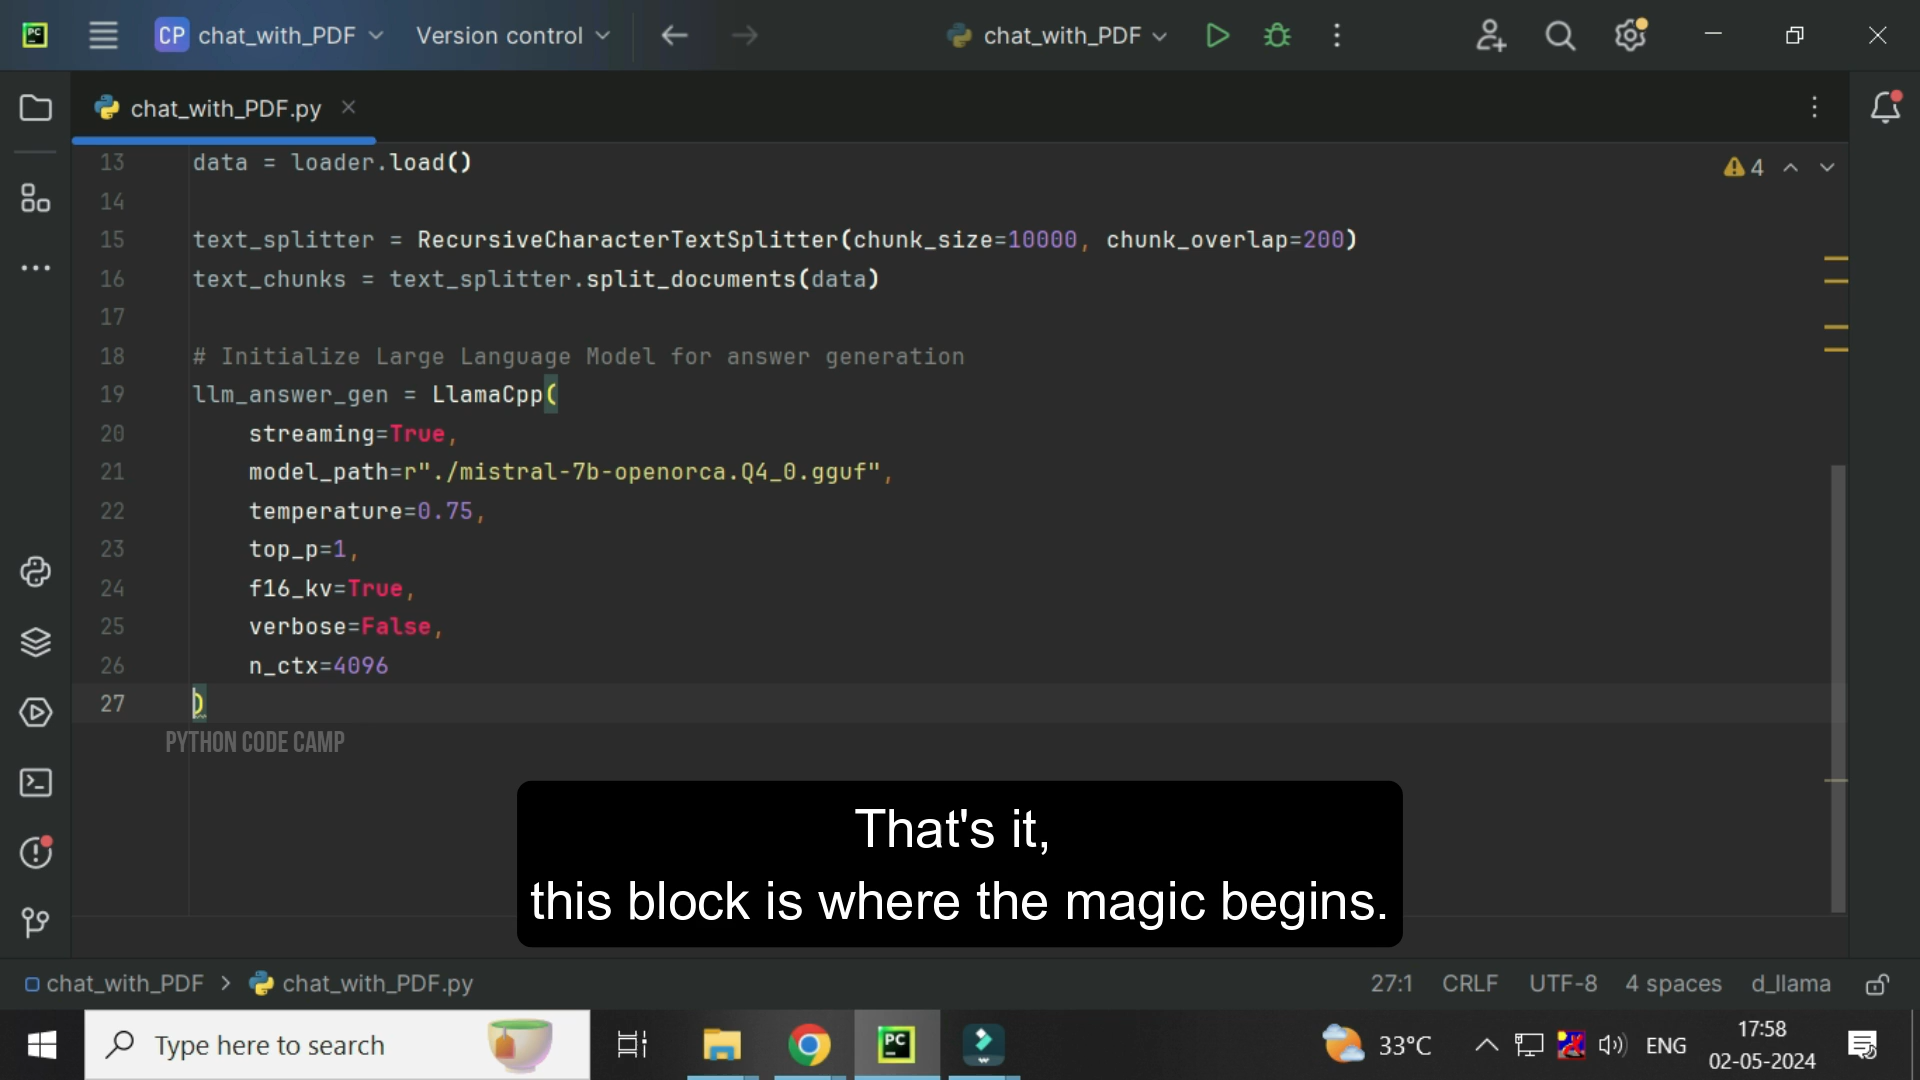 PC
CP chat_with_PDF Version control chat_with_PDF
chat_with_PDF.py
13 data = loader.load()
14
15 text_splitter = RecursiveCharacterTextSplitter(chunk_size=10000, chunk_overlap=200)
16 text_chunks = text_splitter.split_documents(data)
17
18 # Initialize Large Language Model for answer generation
19 llm_answer_gen = LlamaCpp(
20 streaming=True,
21 model_path=r"./mistral-7b-openorca.Q4_0.gguf",
22 temperature=0.75,
23 top_p=1,
24 f16_kv=True,
25 verbose=False,
26 n_ctx=4096
27 )
4
PYTHON CODE CAMP
That's it,
this block is where the magic begins.
chat_with_PDF > chat_with_PDF.py 27:1 CRLF UTF-8 4 spaces d_llama
Type here to search PC 33°C ENG 17:58
02-05-2024